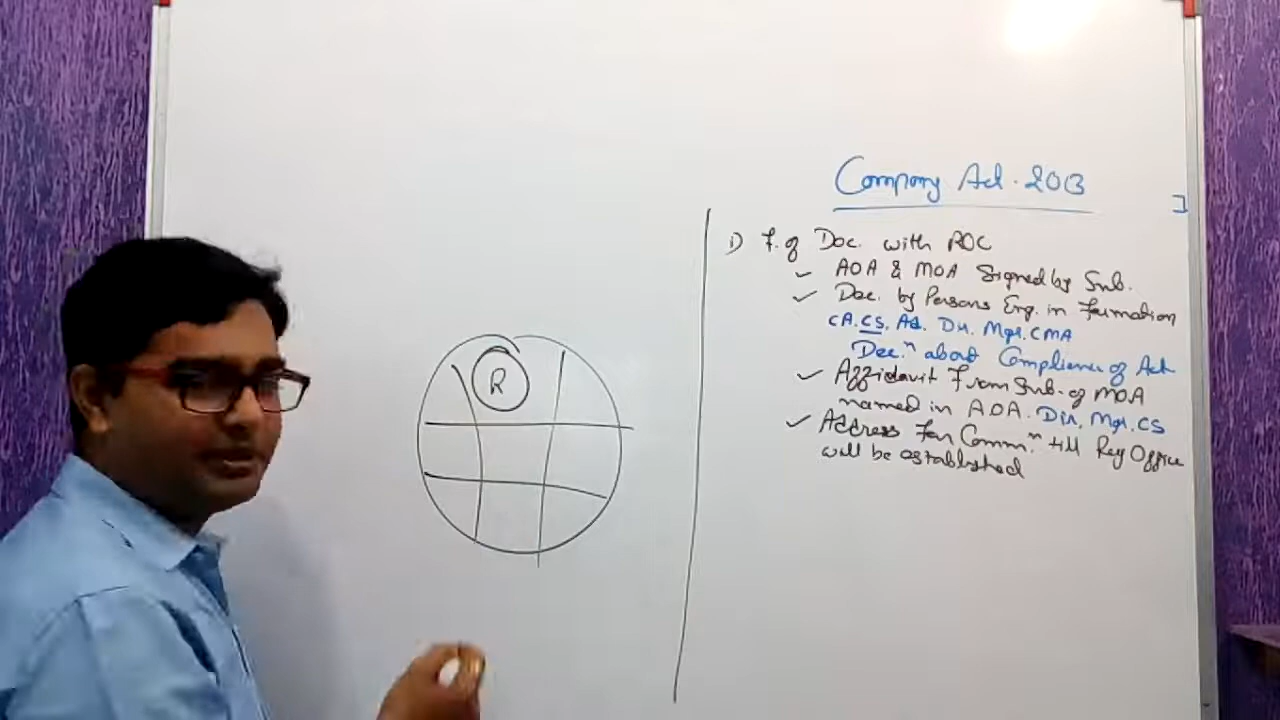 Company Act. 2013
1) F. of Doc. with ROC
✓ AOA & MOA Signed by Sub.
✓ Doc. by Persons Eng. in Formation
CA. CS. Ad. Dir. Mgr. CMA
Decⁿ about Compliance of Act
✓ Affidavit From Sub. of MOA
named in AOA. Dir, Mgr, CS
✓ Address For Commⁿ till Reg Office
will be established
R